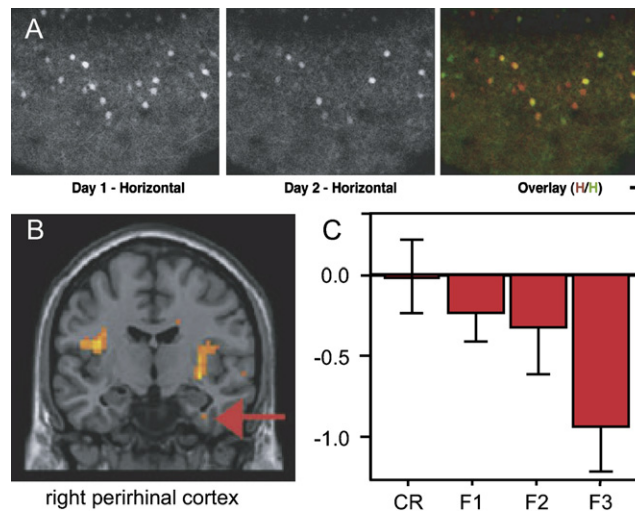 A
Day 1 - Horizontal
Day 2 - Horizontal
Overlay (H/H)
B
right perirhinal cortex
C
0.0
-0.5
-1.0
CR F1 F2 F3